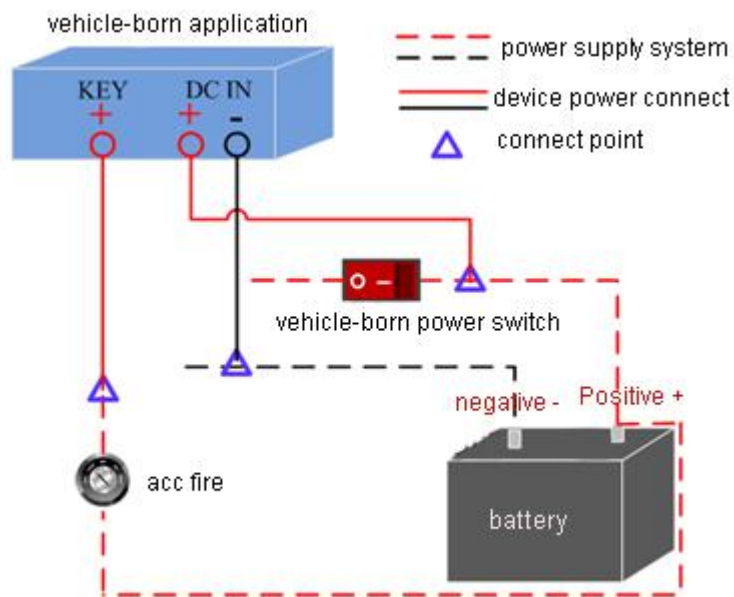 vehicle-born application
power supply system
KEY DC IN
+ + -
device power connect
connect point
vehicle-born power switch
negative - Positive +
acc fire
battery